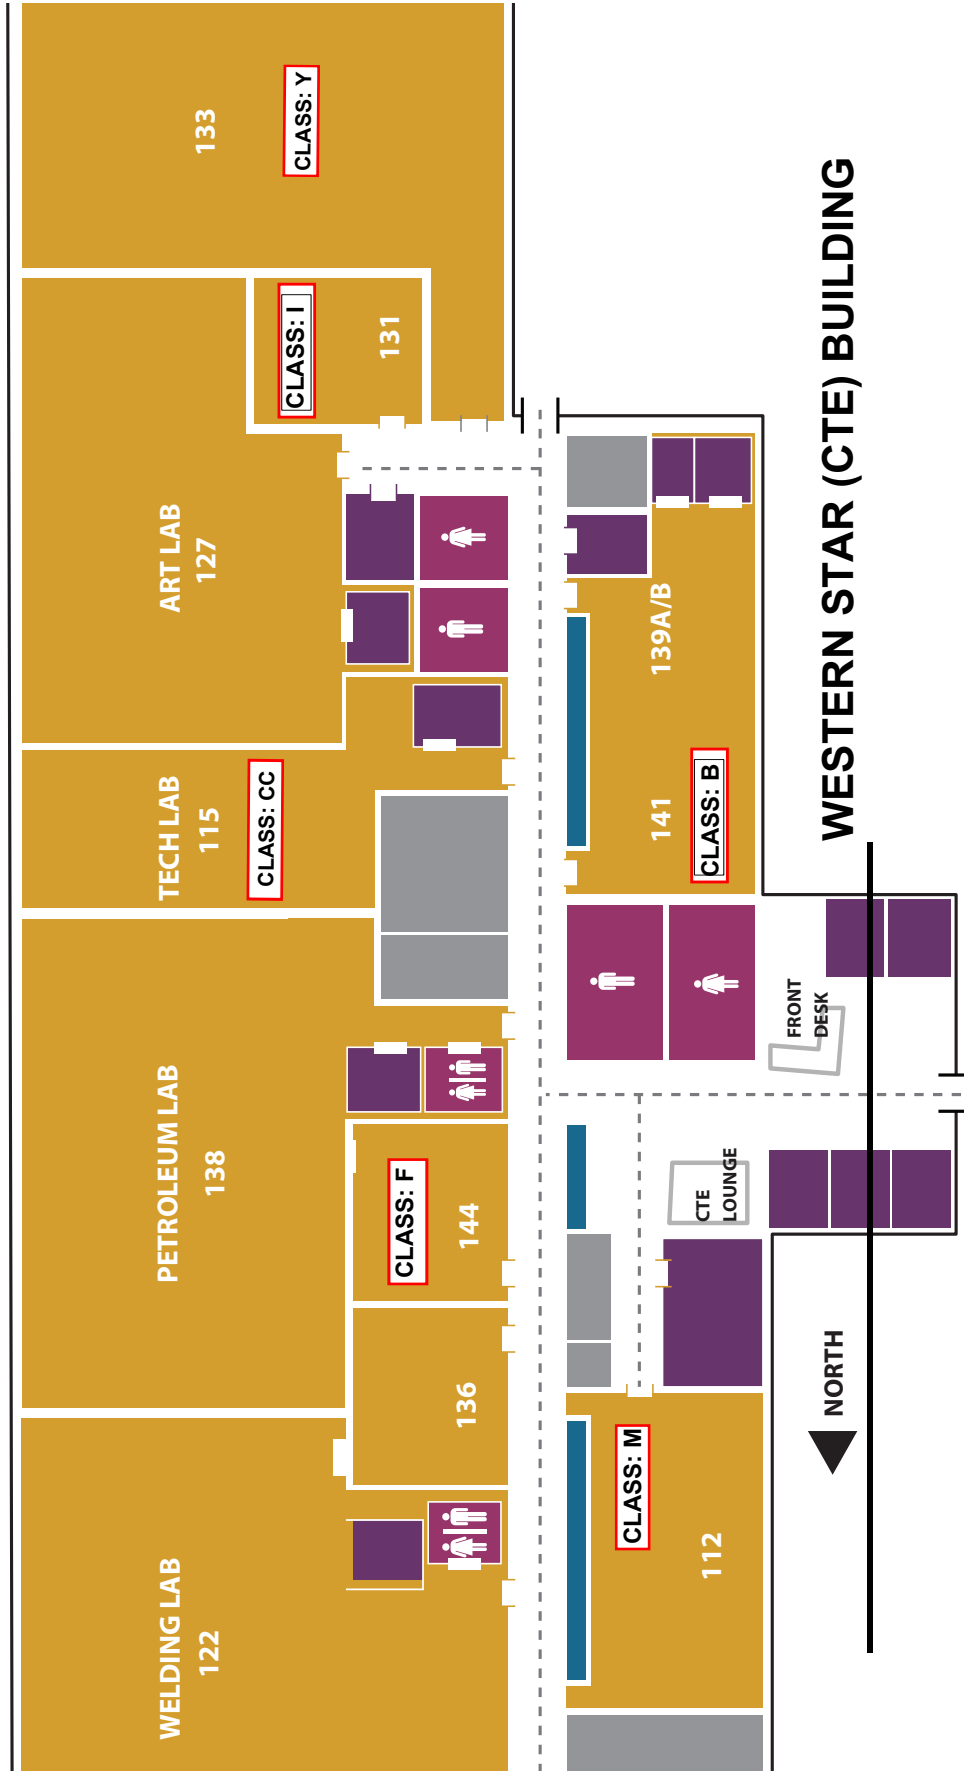 WELDING LAB
122
PETROLEUM LAB
138
TECH LAB
115
CLASS: CC
ART LAB
127
133
CLASS: Y
CLASS: I
131
136
CLASS: F
144
CLASS: M
112
141
CLASS: B
139A/B
CTE
LOUNGE
FRONT
DESK
NORTH
WESTERN STAR (CTE) BUILDING